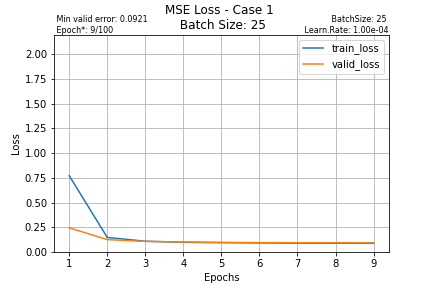 MSE Loss - Case 1
Batch Size: 25
Min valid error: 0.0921
Epoch*: 9/100
BatchSize: 25
Learn.Rate: 1.00e-04
train_loss
valid_loss
2.00
1.75
1.50
1.25
1.00
0.75
0.50
0.25
0.00
Loss
1 2 3 4 5 6 7 8 9
Epochs